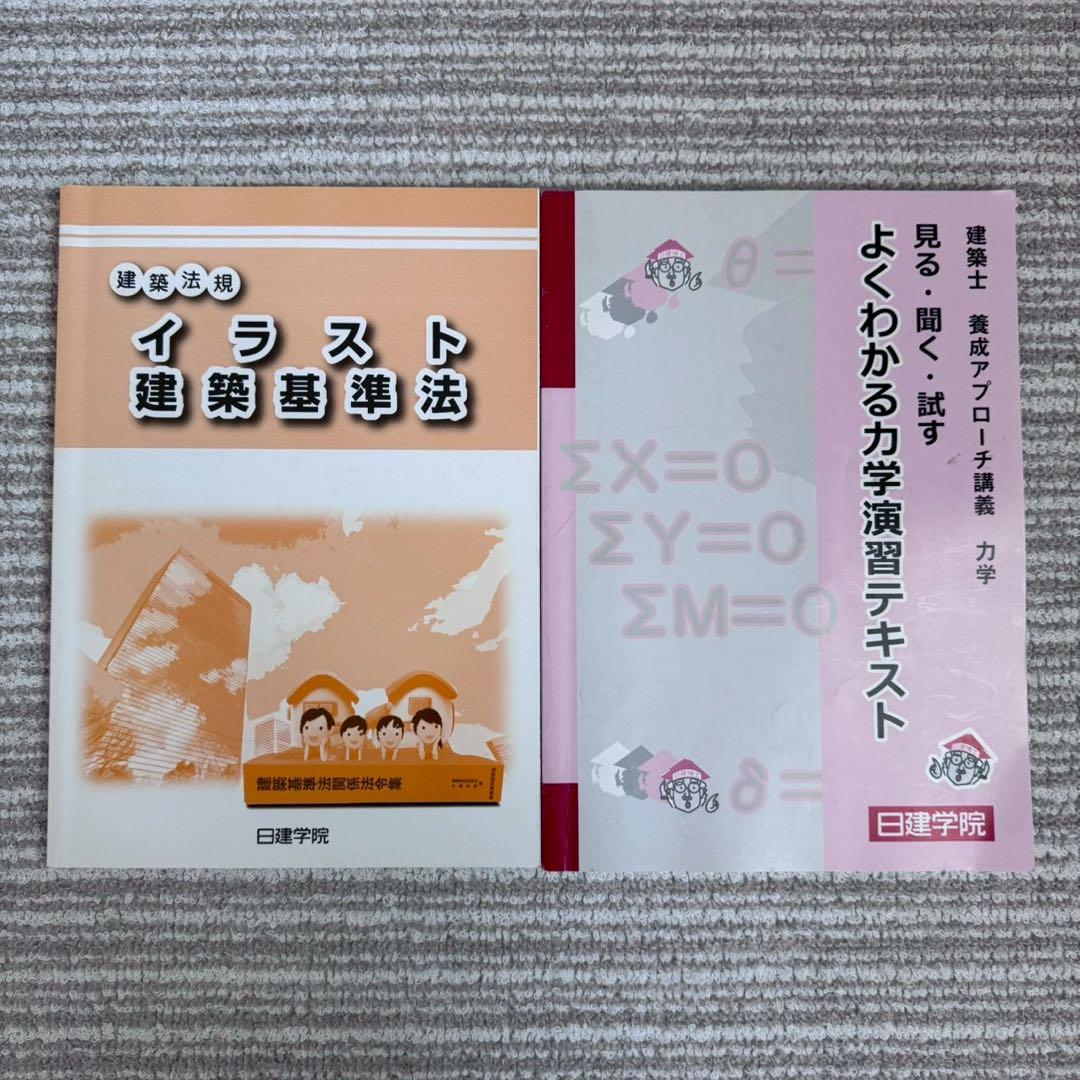 建築法規
イラスト
建築基準法
建築基準法関係法令集
日建学院
建築士 養成アプローチ講義 力学
見る・聞く・試す
よくわかる力学演習テキスト
θ=
ΣX=0
ΣY=0
ΣM=0
δ=
日建学院